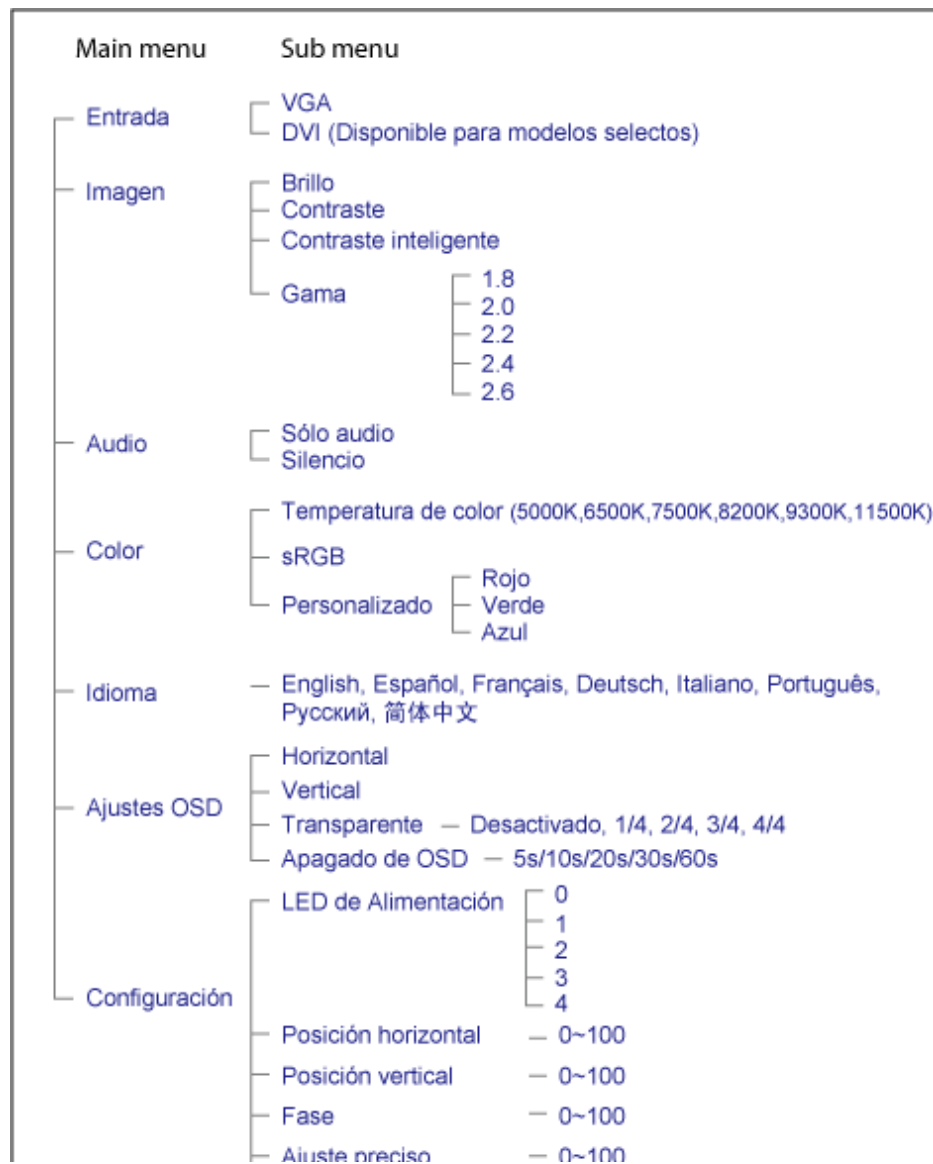 Main menu Sub menu
Entrada
VGA
DVI (Disponible para modelos selectos)
Imagen
Brillo
Contraste
Contraste inteligente
Gama
1.8
2.0
2.2
2.4
2.6
Audio
Sólo audio
Silencio
Color
Temperatura de color (5000K,6500K,7500K,8200K,9300K,11500K)
sRGB
Personalizado
Rojo
Verde
Azul
Idioma
English, Español, Français, Deutsch, Italiano, Português,
Русский, 简体中文
Ajustes OSD
Horizontal
Vertical
Transparente — Desactivado, 1/4, 2/4, 3/4, 4/4
Apagado de OSD — 5s/10s/20s/30s/60s
Configuración
LED de Alimentación
0
1
2
3
4
Posición horizontal — 0~100
Posición vertical — 0~100
Fase — 0~100
Ajuste preciso — 0~100